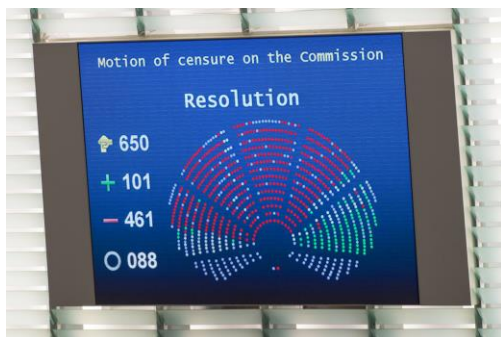 Motion of censure on the Commission
Resolution
650
+ 101
- 461
088